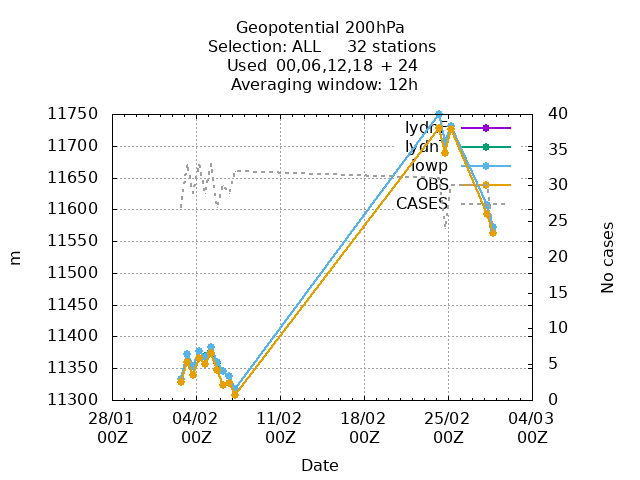 Geopotential 200hPa
Selection: ALL 32 stations
Used 00,06,12,18 + 24
Averaging window: 12h
11750
11700
11650
11600
11550
11500
11450
11400
11350
11300
m
40
35
30
25
20
15
10
5
0
No cases
iowp
OBS
CASES
28/01 04/02 11/02 18/02 25/02 04/03
00Z 00Z 00Z 00Z 00Z 00Z
Date